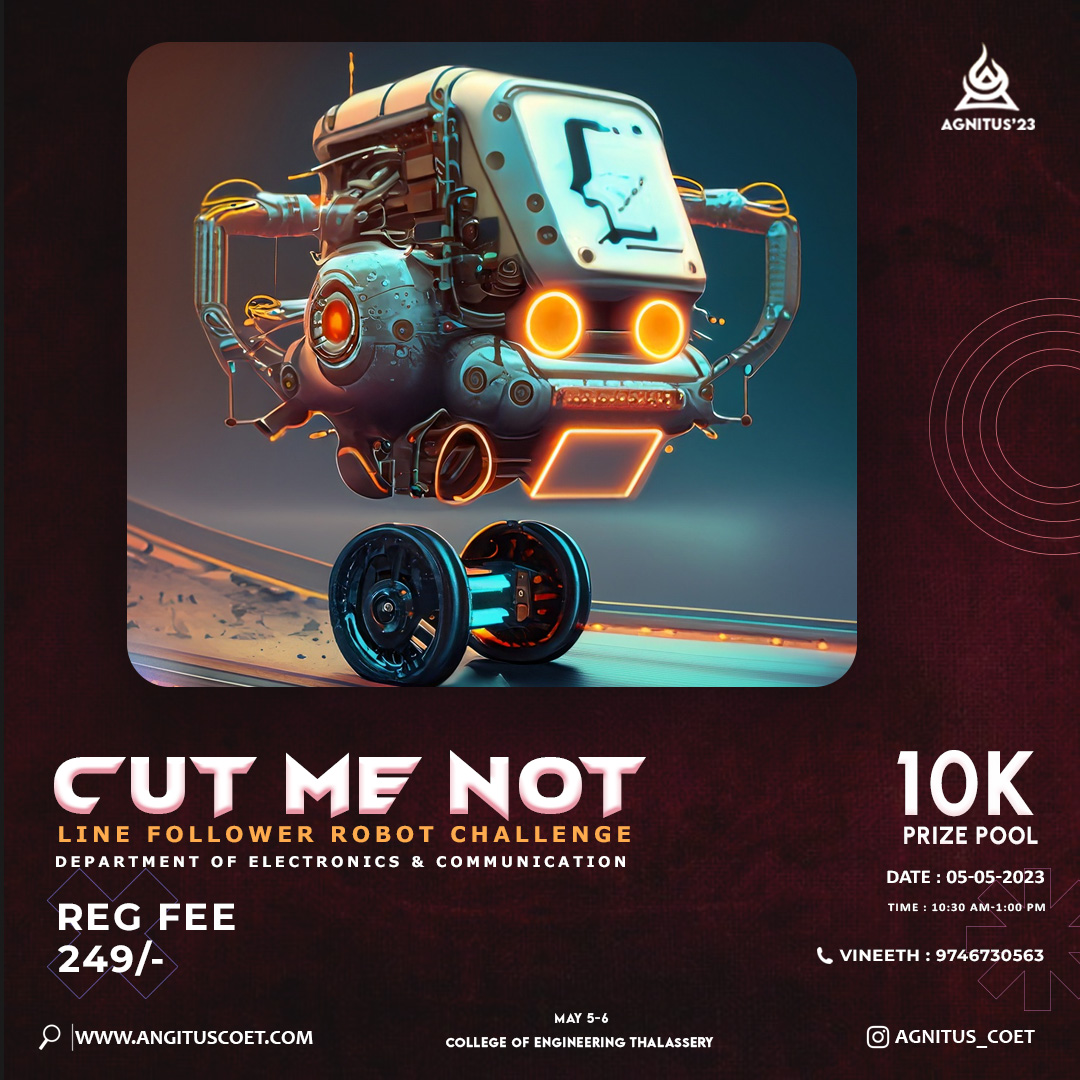 AGNITUS'23
CUT ME NOT
LINE FOLLOWER ROBOT CHALLENGE
DEPARTMENT OF ELECTRONICS & COMMUNICATION
REG FEE
249/-
10K
PRIZE POOL
DATE : 05-05-2023
TIME : 10:30 AM-1:00 PM
VINEETH : 9746730563
WWW.ANGITUSCOET.COM
MAY 5-6
COLLEGE OF ENGINEERING THALASSERY
AGNITUS_COET